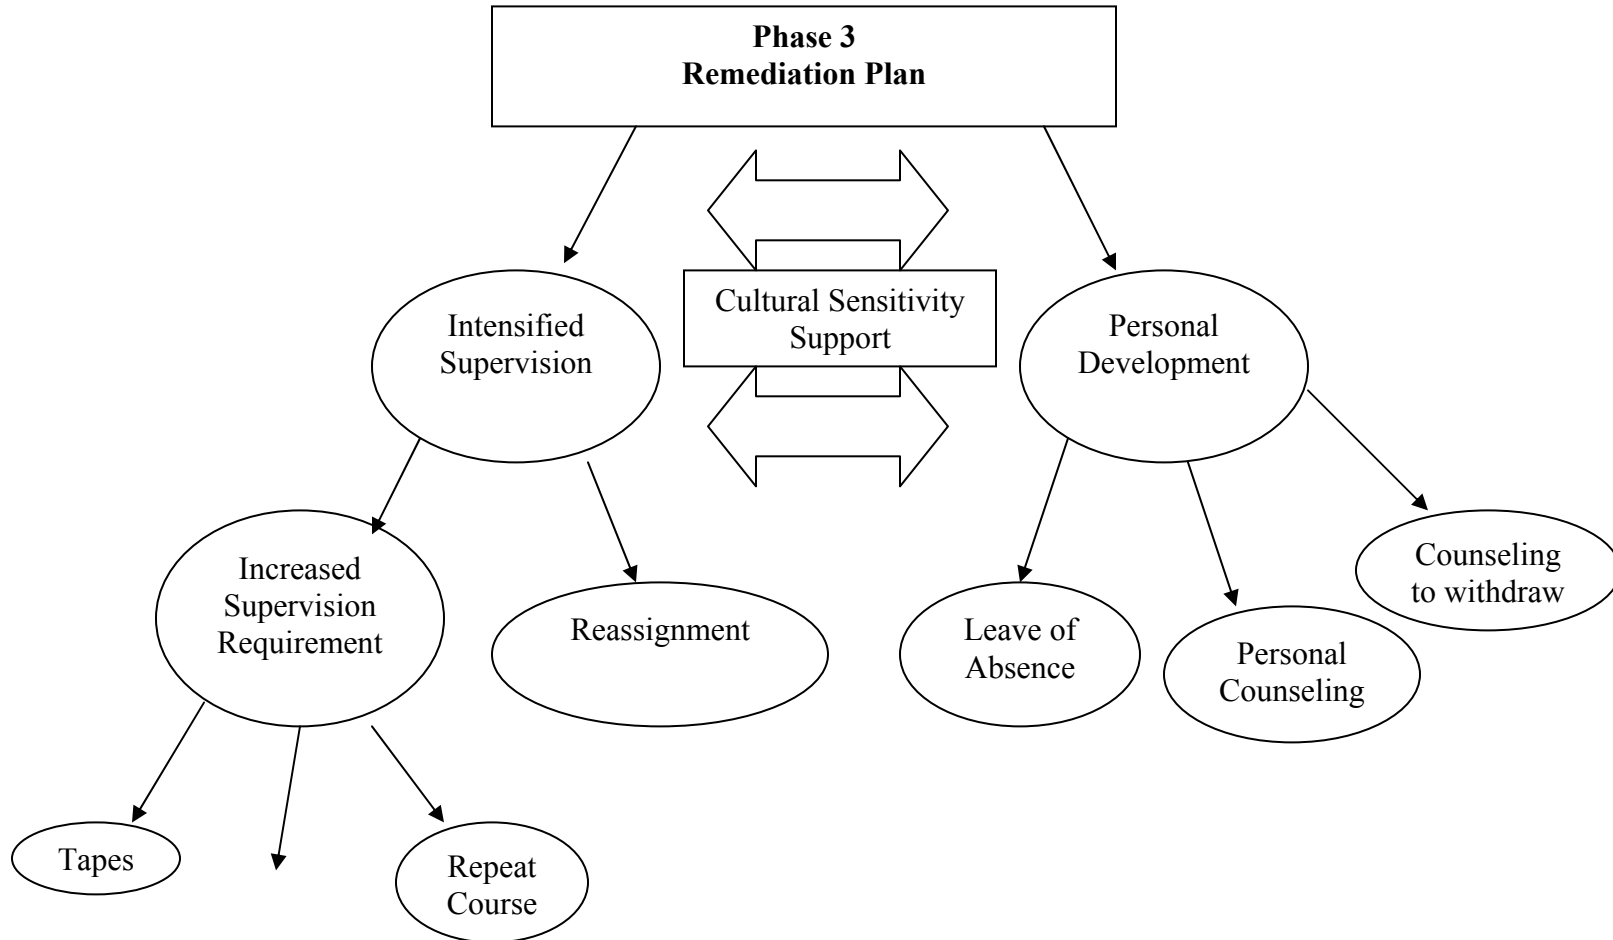 Phase 3
Remediation Plan
Cultural Sensitivity
Support
Intensified
Supervision
Personal
Development
Increased
Supervision
Requirement
Reassignment
Leave of
Absence
Personal
Counseling
Counseling
to withdraw
Tapes
Repeat
Course